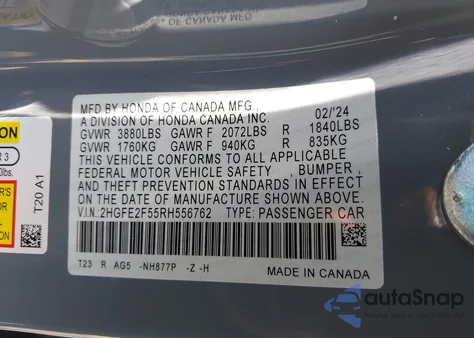 MFD BY HONDA OF CANADA MFG.,
A DIVISION OF HONDA CANADA INC. 02/'24
GVWR 3880LBS GAWR F 2072LBS R 1840LBS
GVWR 1760KG GAWR F 940KG R 835KG
THIS VEHICLE CONFORMS TO ALL APPLICABLE
FEDERAL MOTOR VEHICLE SAFETY , BUMPER ,
AND THEFT PREVENTION STANDARDS IN EFFECT ON THE
DATE OF MANUFACTURE SHOWN ABOVE.
V.I.N: 2HGFE2F55RH556762 TYPE: PASSENGER CAR
T23 R AG5 -NH877P -Z -H
MADE IN CANADA
T20 A1
autoSnap